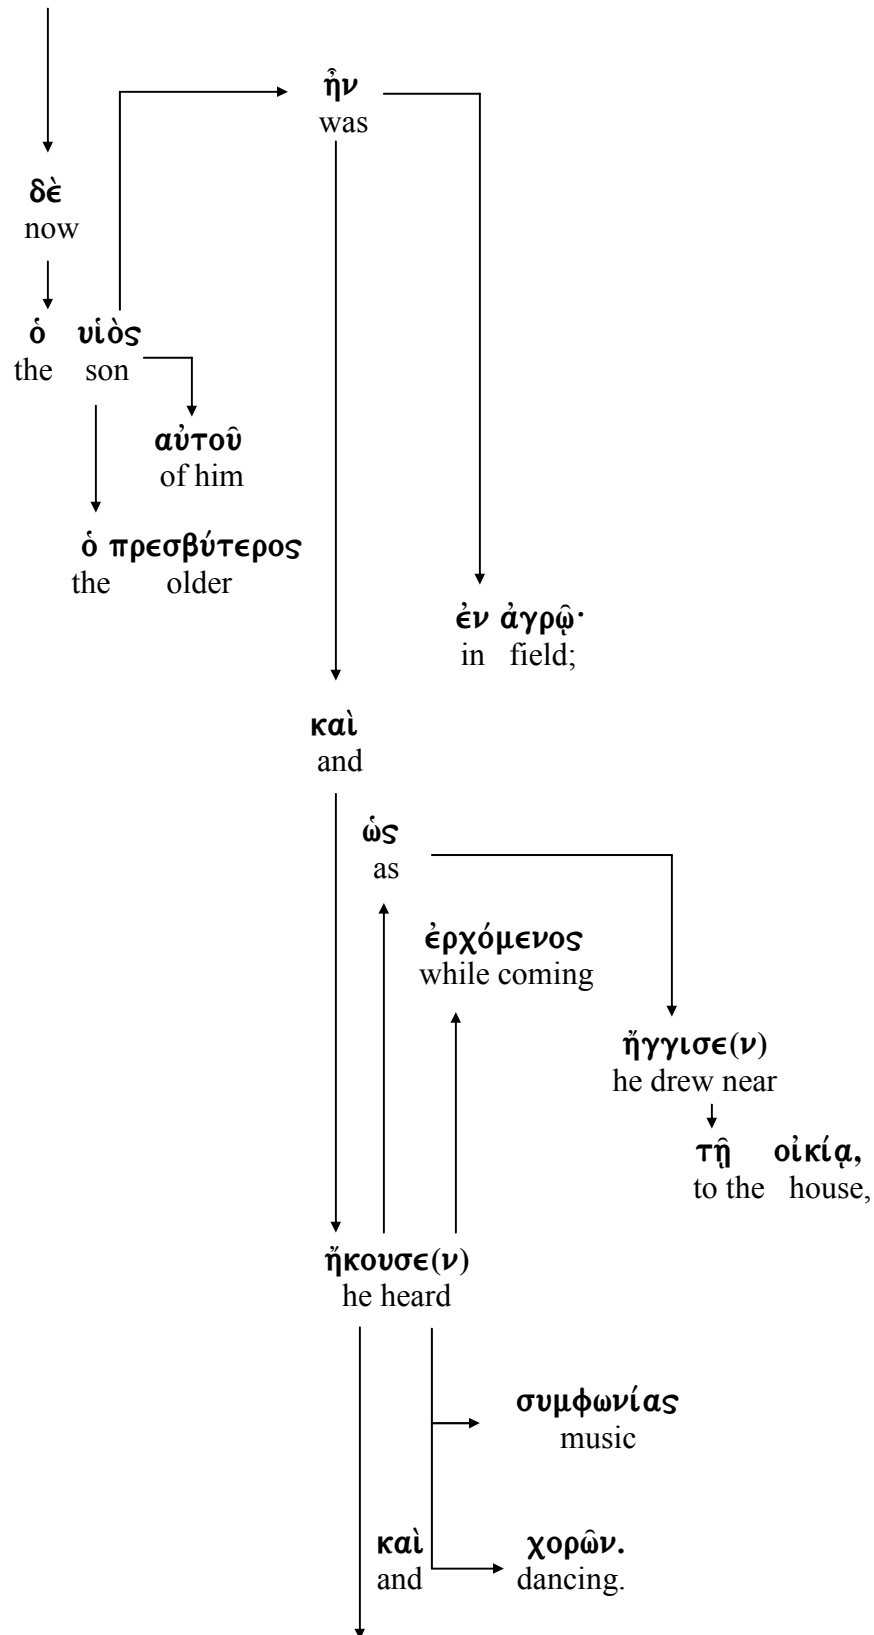 ἦν
was
δὲ
now
ὁ υἱὸς
the son
αὐτοῦ
of him
ὁ πρεσβύτερος
the older
ἐν ἀγρῷ·
in field;
καὶ
and
ὡς
as
ἐρχόμενος
while coming
ἤγγισε(ν)
he drew near
τῇ οἰκίᾳ,
to the house,
ἤκουσε(ν)
he heard
συμφωνίας
music
καὶ χορῶν.
and dancing.